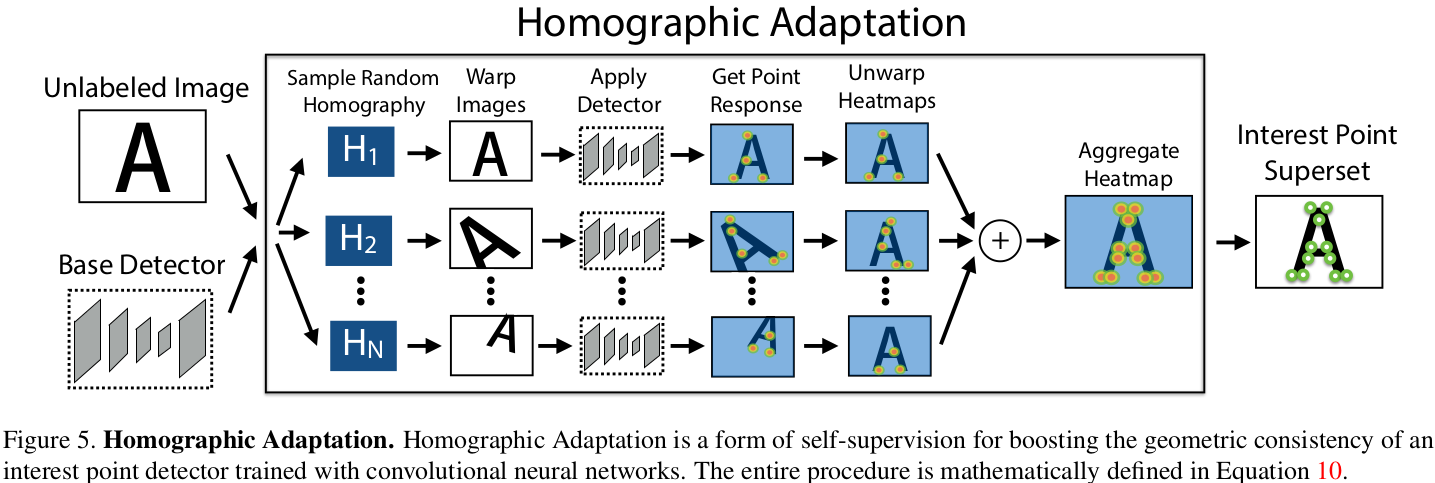 Homographic Adaptation
Unlabeled Image
A
Base Detector
Sample Random
Homography
Warp
Images
Apply
Detector
Get Point
Response
Unwarp
Heatmaps
H1
A
A
A
H2
A
A
A
HN
A
A
A
+
Aggregate
Heatmap
A
Interest Point
Superset
A
Figure 5. Homographic Adaptation. Homographic Adaptation is a form of self-supervision for boosting the geometric consistency of an
interest point detector trained with convolutional neural networks. The entire procedure is mathematically defined in Equation 10.